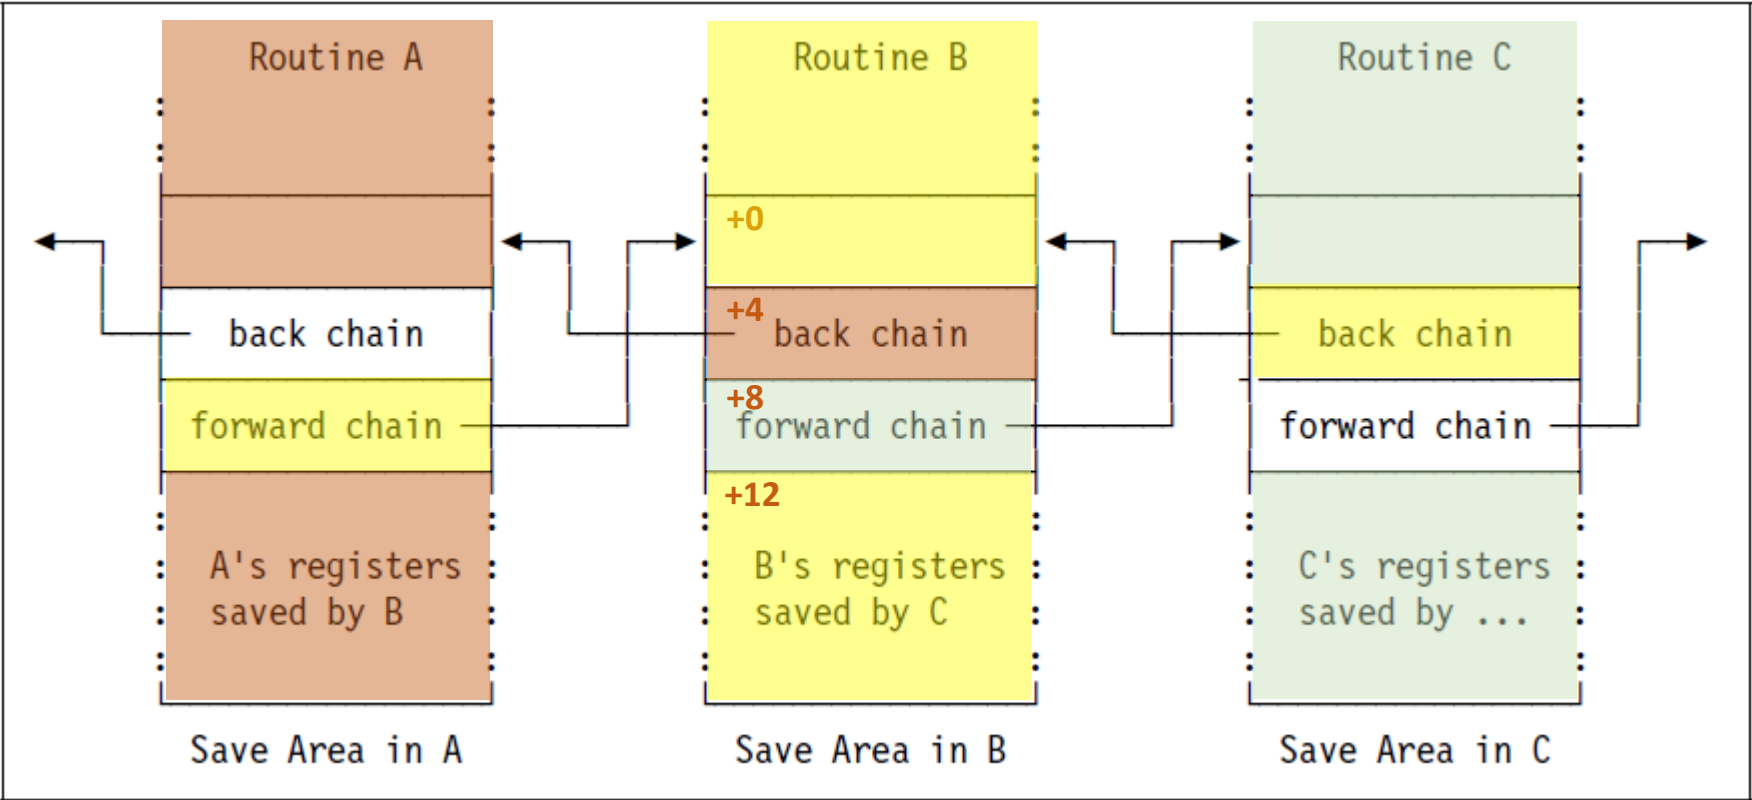 Routine A
Routine B
Routine C
+0
+4
back chain
back chain
back chain
+8
forward chain
forward chain
forward chain
+12
A's registers
saved by B
B's registers
saved by C
C's registers
saved by ...
Save Area in A
Save Area in B
Save Area in C